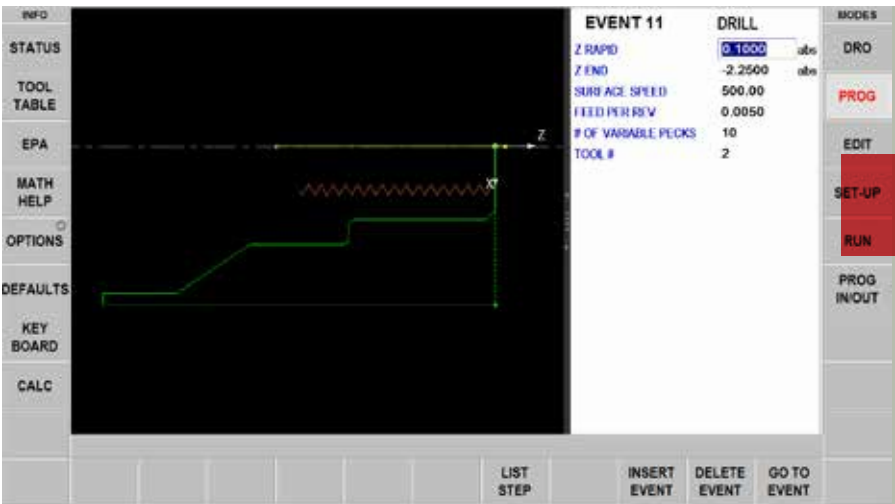 INFO
STATUS
TOOL
TABLE
EPA
MATH
HELP
OPTIONS
DEFAULTS
KEY
BOARD
CALC
Z
X
EVENT 11 DRILL
Z RAPID 0.1000 abs
Z END -2.2500 abs
SURFACE SPEED 500.00
FEED PER REV 0.0050
# OF VARIABLE PECKS 10
TOOL # 2
MODES
DRO
PROG
EDIT
SET-UP
RUN
PROG
IN/OUT
LIST
STEP
INSERT
EVENT
DELETE
EVENT
GO TO
EVENT